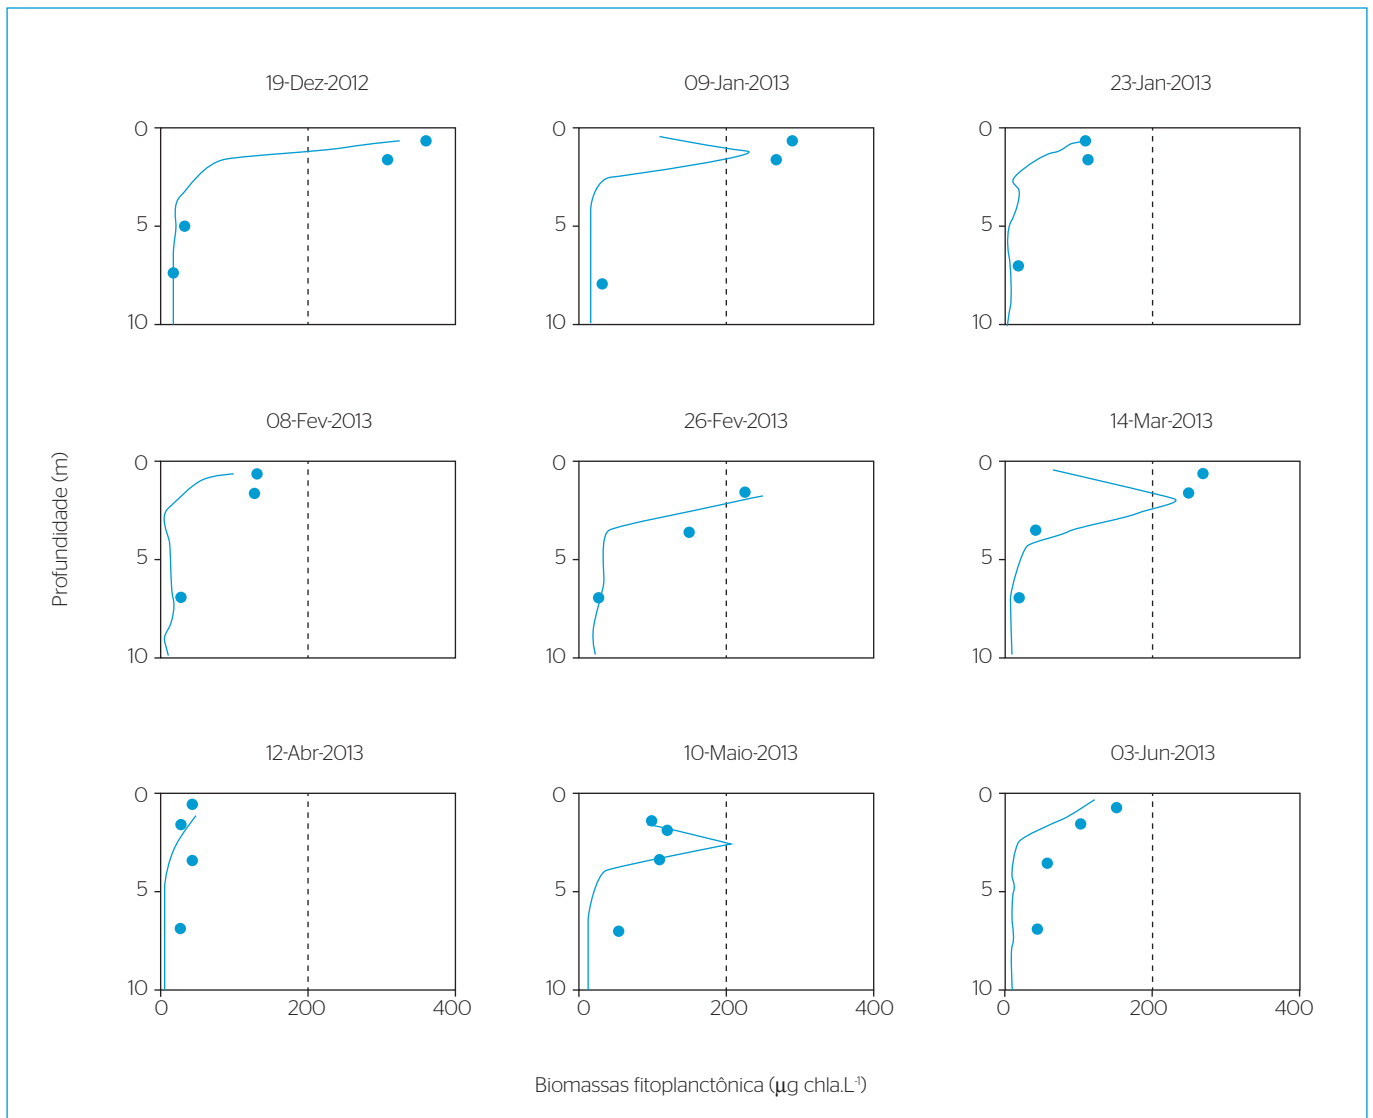 19-Dez-2012
09-Jan-2013
23-Jan-2013
0
0
0
5
5
5
10
10
10
08-Fev-2013
26-Fev-2013
14-Mar-2013
0
0
0
Profundidade (m)
5
5
5
10
10
10
12-Abr-2013
10-Maio-2013
03-Jun-2013
0
0
0
5
5
5
10
10
10
0 200 400
0 200 400
0 200 400
Biomassas fitoplanctônica (µg chla.L⁻¹)